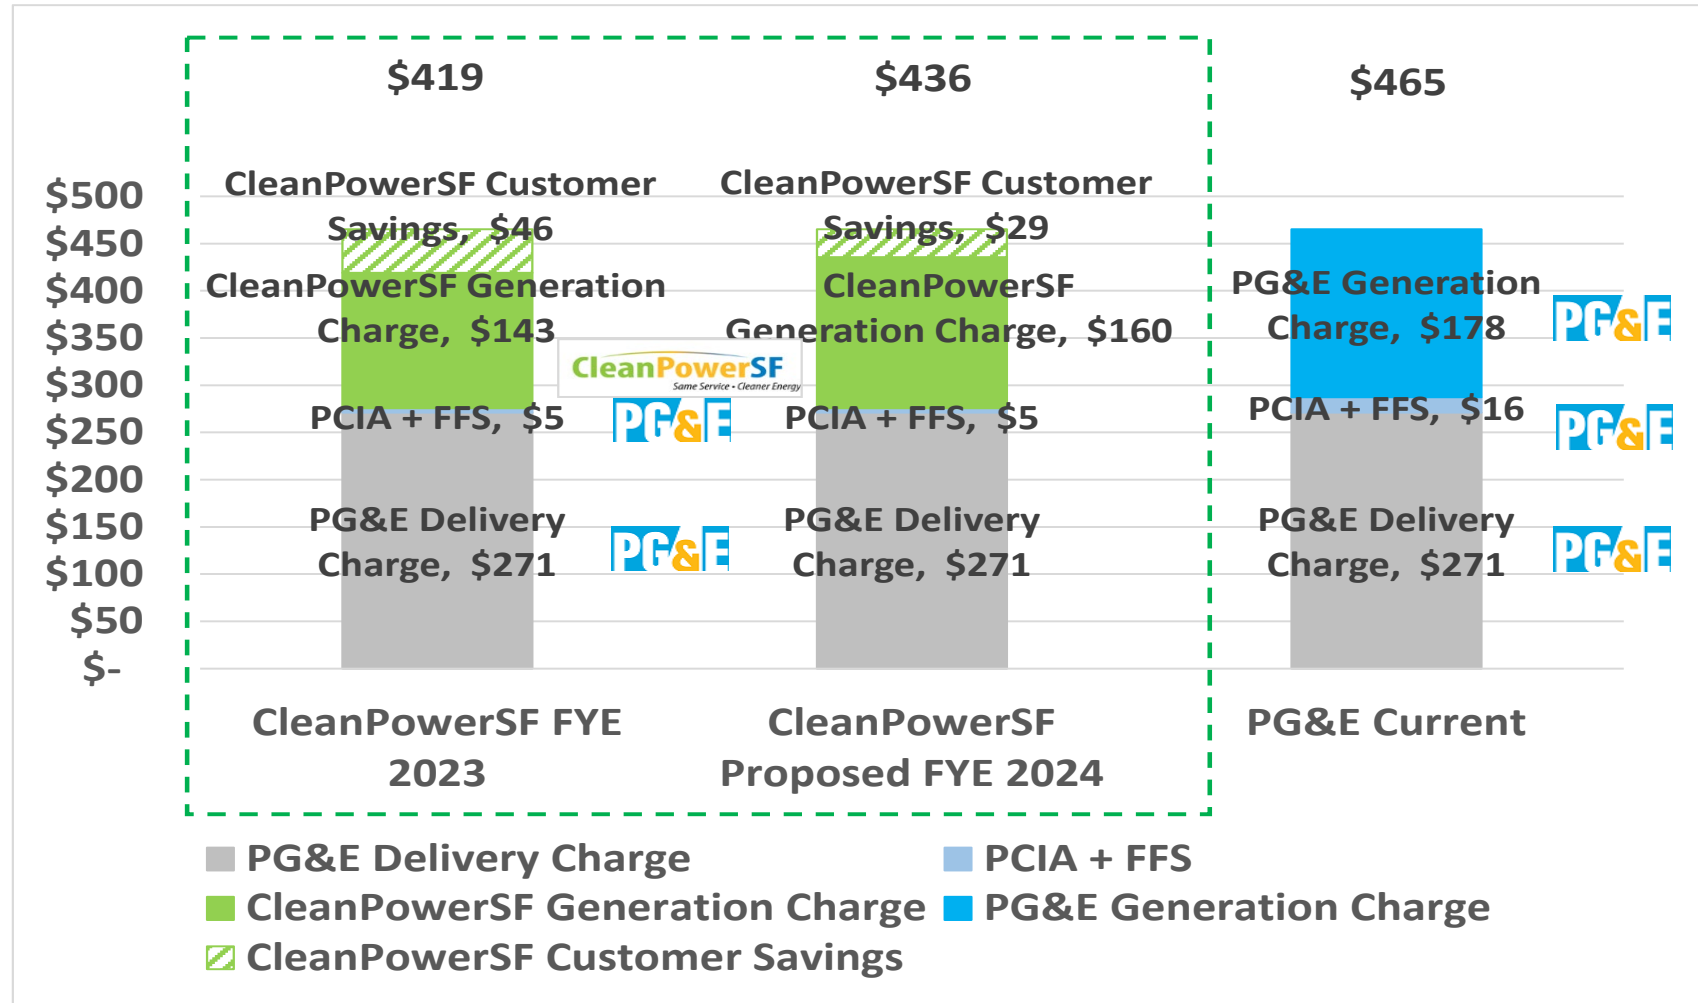 $419
$436
$465
$500
$450
$400
$350
$300
$250
$200
$150
$100
$50
$-
CleanPowerSF Customer
Savings, $46
CleanPowerSF Generation
Charge, $143
PCIA + FFS, $5
PG&E Delivery
Charge, $271
CleanPowerSF Customer
Savings, $29
CleanPowerSF
Generation Charge, $160
PCIA + FFS, $5
PG&E Delivery
Charge, $271
PG&E Generation
Charge, $178
PCIA + FFS, $16
PG&E Delivery
Charge, $271
CleanPowerSF
Same Service • Cleaner Energy
PG&E
PG&E
PG&E
PG&E
PG&E
CleanPowerSF FYE
2023
CleanPowerSF
Proposed FYE 2024
PG&E Current
PG&E Delivery Charge
PCIA + FFS
CleanPowerSF Generation Charge
PG&E Generation Charge
CleanPowerSF Customer Savings